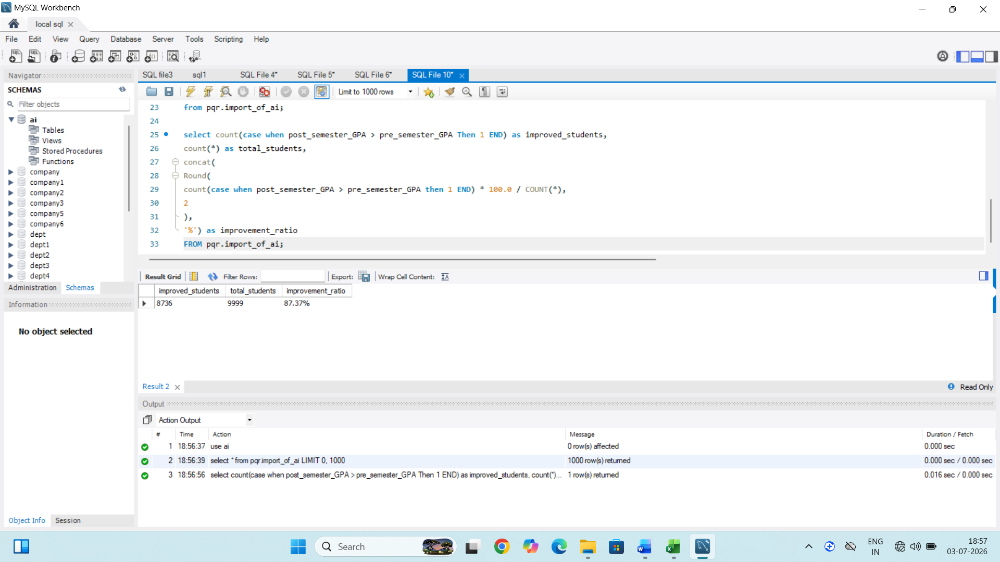 MySQL Workbench
local sql
File Edit View Query Database Server Tools Scripting Help
Navigator
SCHEMAS
Filter objects
ai
Tables
Views
Stored Procedures
Functions
company
company1
company2
company3
company5
company6
dept
dept1
dept2
dept3
dept4
Administration Schemas
Information
No object selected
Object Info Session
SQL file3 sql1 SQL File 4* SQL File 5* SQL File 6* SQL File 10*
Limit to 1000 rows
23 from pqr.import_of_ai;
24
25 select count(case when post_semester_GPA > pre_semester_GPA Then 1 END) as improved_students,
26 count(*) as total_students,
27 concat(
28 Round(
29 count(case when post_semester_GPA > pre_semester_GPA then 1 END) * 100.0 / COUNT(*),
30 2
31 ),
32 '%') as improvement_ratio
33 FROM pqr.import_of_ai;
Result Grid Filter Rows: Export: Wrap Cell Content:
improved_students total_students improvement_ratio
8736 9999 87.37%
Result 2 Read Only
Output
Action Output
# Time Action Message Duration / Fetch
1 18:56:37 use ai 0 row(s) affected 0.000 sec
2 18:56:39 select * from pqr.import_of_ai LIMIT 0, 1000 1000 row(s) returned 0.000 sec / 0.000 sec
3 18:56:56 select count(case when post_semester_GPA > pre_semester_GPA Then 1 END) as improved_students, count(*)... 1 row(s) returned 0.016 sec / 0.000 sec
Search
ENG
IN
18:57
03-07-2026